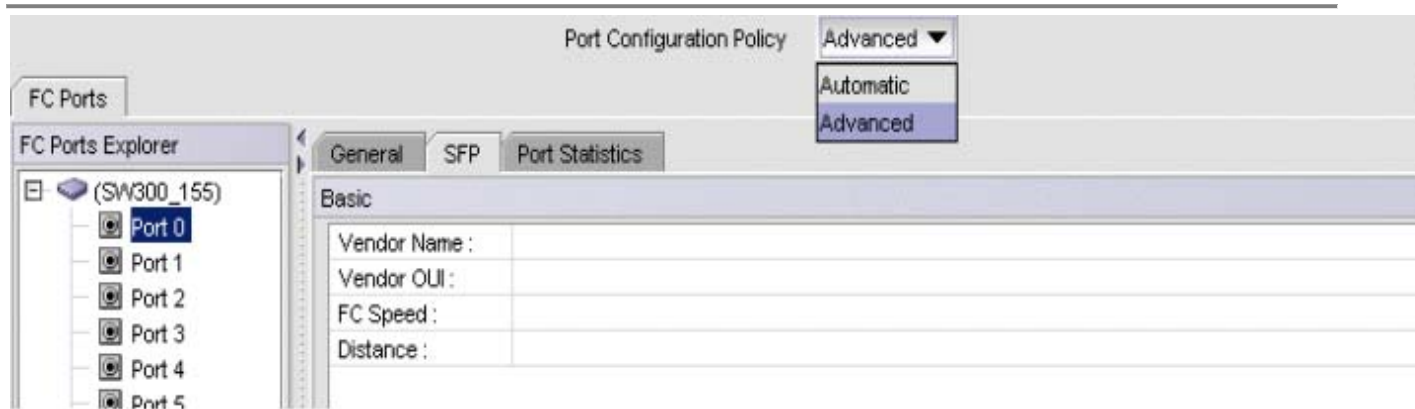 Port Configuration Policy Advanced
Automatic
Advanced
FC Ports
FC Ports Explorer
General SFP Port Statistics
(SW300_155)
Port 0
Port 1
Port 2
Port 3
Port 4
Port 5
Basic
Vendor Name :
Vendor OUI :
FC Speed :
Distance :